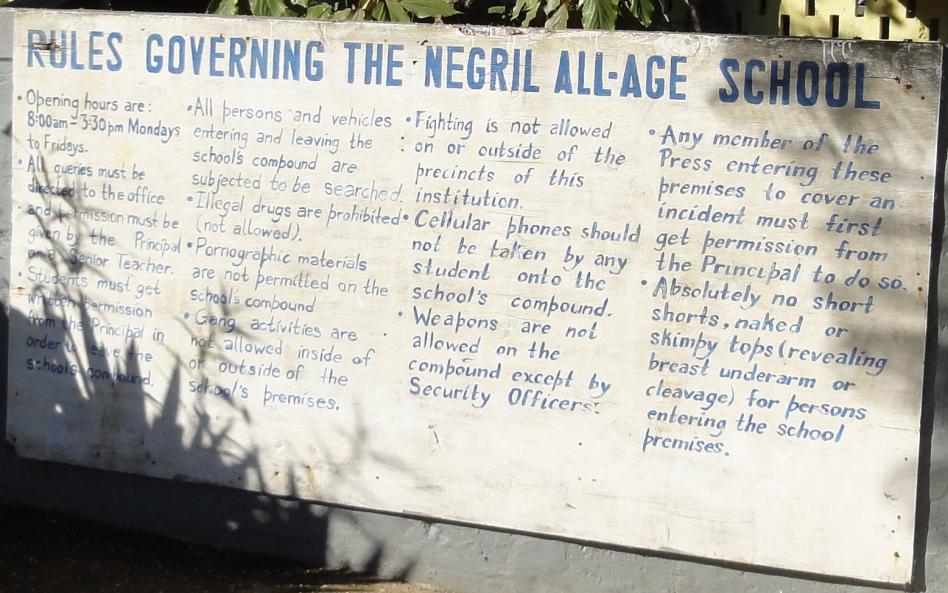 RULES GOVERNING THE NEGRIL ALL-AGE SCHOOL
• Opening hours are:
8:00am - 3:30pm Mondays
to Fridays.
• All queries must be
directed to the office
and permission must be
given by the Principal
or a Senior Teacher.
• Students must get
written permission
from the Principal in
order to leave the
school's compound.
• All persons and vehicles
entering and leaving the
school's compound are
subjected to be searched.
• Illegal drugs are prohibited
(not allowed).
• Pornographic materials
are not permitted on the
school's compound
• Gang activities are
not allowed inside of
or outside of the
school's premises.
• Fighting is not allowed
on or outside of the
precincts of this
institution.
• Cellular phones should
not be taken by any
student onto the
school's compound.
• Weapons are not
allowed on the
compound except by
Security Officers.
• Any member of the
Press entering these
premises to cover an
incident must first
get permission from
the Principal to do so.
• Absolutely no short
shorts, naked or
skimpy tops (revealing
breast underarm or
cleavage) for persons
entering the school
premises.